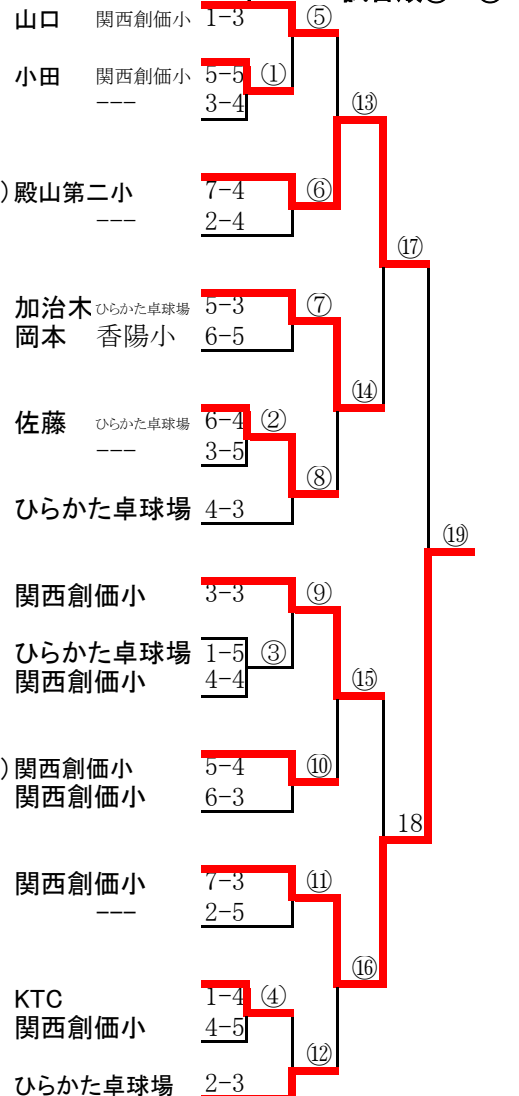 山口 関西創価小 1-3 ⑤
小田 関西創価小 5-5 ①
--- 3-4
⑬
)殿山第二小 7-4 ⑥
--- 2-4
⑰
加治木 ひらかた卓球場 5-3 ⑦
岡本 香陽小 6-5
⑭
佐藤 ひらかた卓球場 6-4 ②
--- 3-5
⑧
ひらかた卓球場 4-3
⑲
関西創価小 3-3 ⑨
ひらかた卓球場 1-5 ③
関西創価小 4-4 ⑮
)関西創価小 5-4 ⑩
関西創価小 6-3
18
関西創価小 7-3 ⑪
--- 2-5
⑯
KTC 1-4 ④
関西創価小 4-5
⑫
ひらかた卓球場 2-3